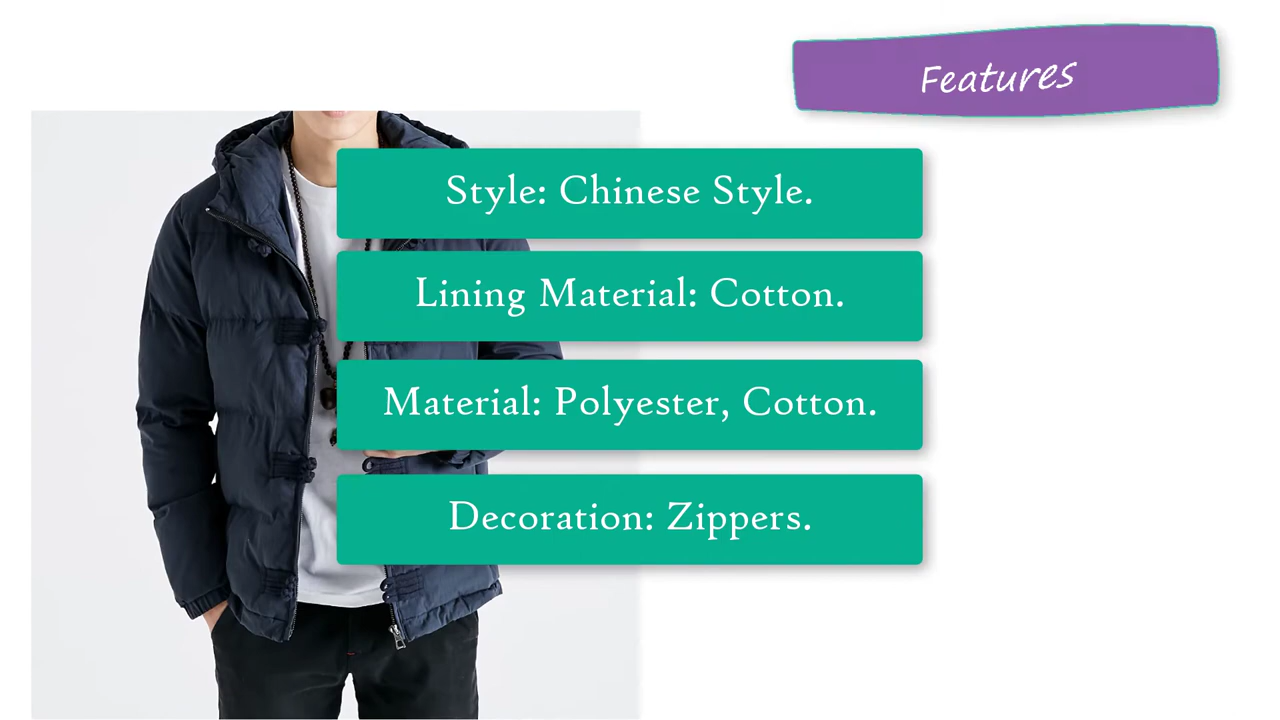 Features
Style: Chinese Style.
Lining Material: Cotton.
Material: Polyester, Cotton.
Decoration: Zippers.